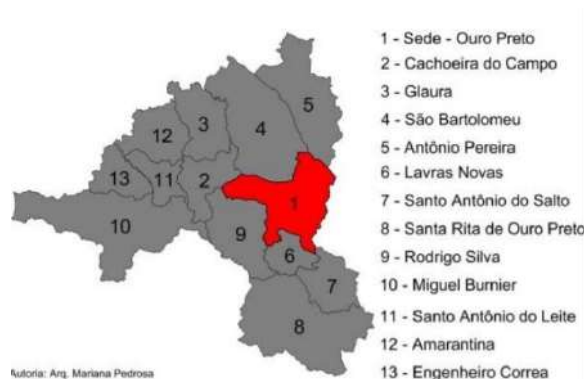 1 - Sede - Ouro Preto
2 - Cachoeira do Campo
3 - Glaura
4 - São Bartolomeu
5 - Antônio Pereira
6 - Lavras Novas
7 - Santo Antônio do Salto
8 - Santa Rita de Ouro Preto
9 - Rodrigo Silva
10 - Miguel Burnier
11 - Santo Antônio do Leite
12 - Amarantina
13 - Engenheiro Correa
5
3
4
12
13
11
2
1
10
9
6
7
8
Autoria: Arq. Mariana Pedrosa